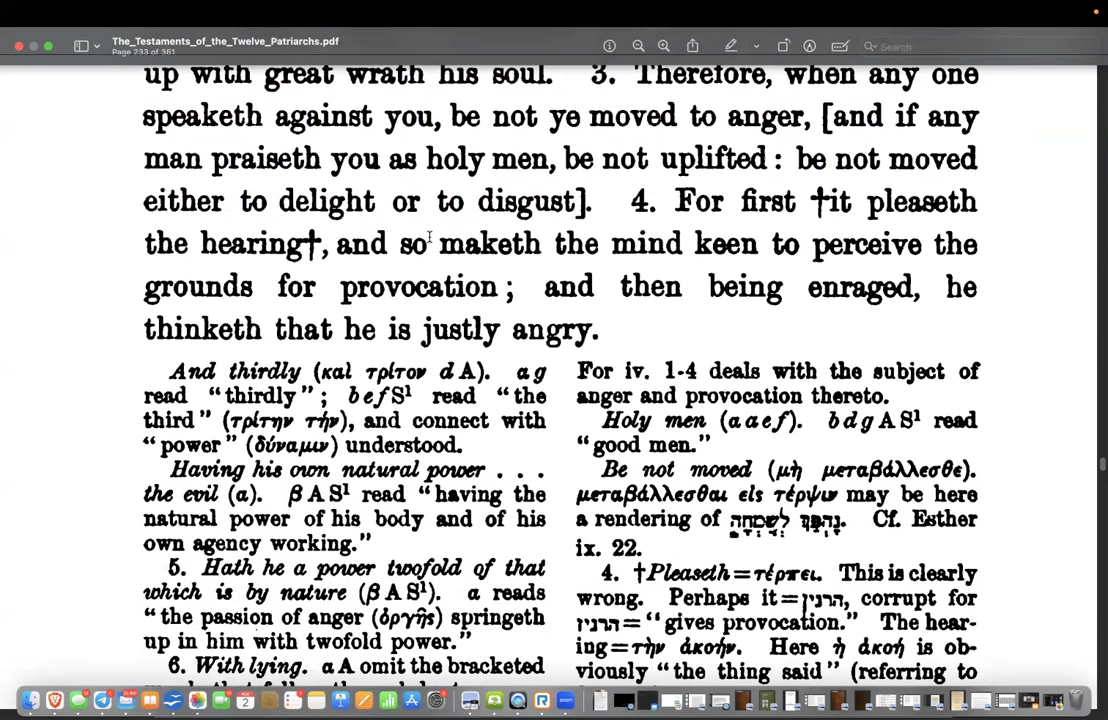 The_Testaments_of_the_Twelve_Patriarchs.pdf
Page 233 of 361
Search
up with great wrath his soul. 3. Therefore, when any one
speaketh against you, be not ye moved to anger, [and if any
man praiseth you as holy men, be not uplifted : be not moved
either to delight or to disgust]. 4. For first †it pleaseth
the hearing†, and so maketh the mind keen to perceive the
grounds for provocation ; and then being enraged, he
thinketh that he is justly angry.
And thirdly (καὶ τρίτον d A). a g
read "thirdly" ; b e f S¹ read "the
third" (τρίτην τήν), and connect with
"power" (δύναμιν) understood.
Having his own natural power . . .
the evil (a). β A S¹ read "having the
natural power of his body and of his
own agency working."
5. Hath he a power twofold of that
which is by nature (β A S¹). a reads
"the passion of anger (ὀργῆς) springeth
up in him with twofold power."
6. With lying. a A omit the bracketed
For iv. 1-4 deals with the subject of
anger and provocation thereto.
Holy men (a a e f). b d g A S¹ read
"good men."
Be not moved (μὴ μεταβάλλεσθε).
μεταβάλλεσθαι εἰς τέρψιν may be here
a rendering of נֶהְפַּךְ לְשִׂמְחָה. Cf. Esther
ix. 22.
4. †Pleaseth = τέρπει. This is clearly
wrong. Perhaps it = הרנין, corrupt for
ירגין = "gives provocation." The hear-
ing = τὴν ἀκοήν. Here ἡ ἀκοή is ob-
viously "the thing said" (referring to
zoom